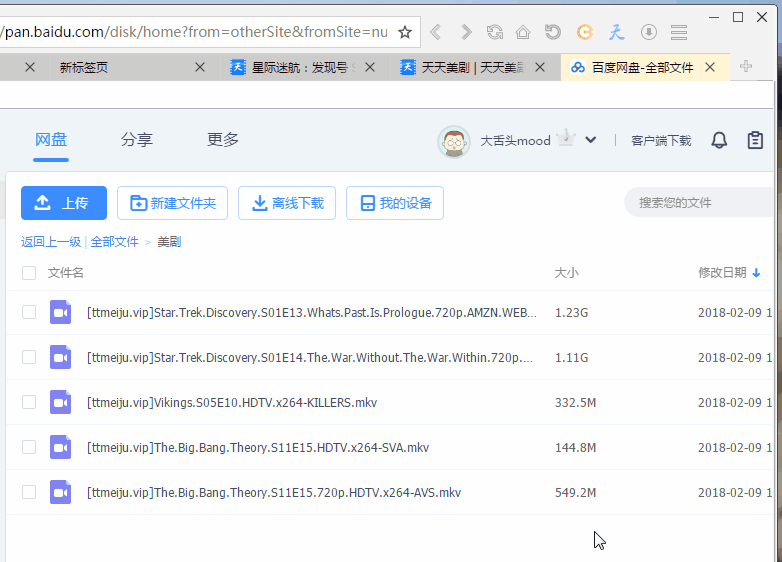 /pan.baidu.com/disk/home?from=otherSite&fromSite=nu
新标签页 星际迷航：发现号 天天美剧 | 天天美剧 百度网盘-全部文件
网盘 分享 更多 大舌头mood 客户端下载
上传 新建文件夹 离线下载 我的设备 搜索您的文件
返回上一级 | 全部文件 > 美剧
文件名 大小 修改日期
[ttmeiju.vip]Star.Trek.Discovery.S01E13.Whats.Past.Is.Prologue.720p.AMZN.WEB... 1.23G 2018-02-09 1
[ttmeiju.vip]Star.Trek.Discovery.S01E14.The.War.Without.The.War.Within.720p.... 1.11G 2018-02-09 1
[ttmeiju.vip]Vikings.S05E10.HDTV.x264-KILLERS.mkv 332.5M 2018-02-09 1
[ttmeiju.vip]The.Big.Bang.Theory.S11E15.HDTV.x264-SVA.mkv 144.8M 2018-02-09 1
[ttmeiju.vip]The.Big.Bang.Theory.S11E15.720p.HDTV.x264-AVS.mkv 549.2M 2018-02-09 1